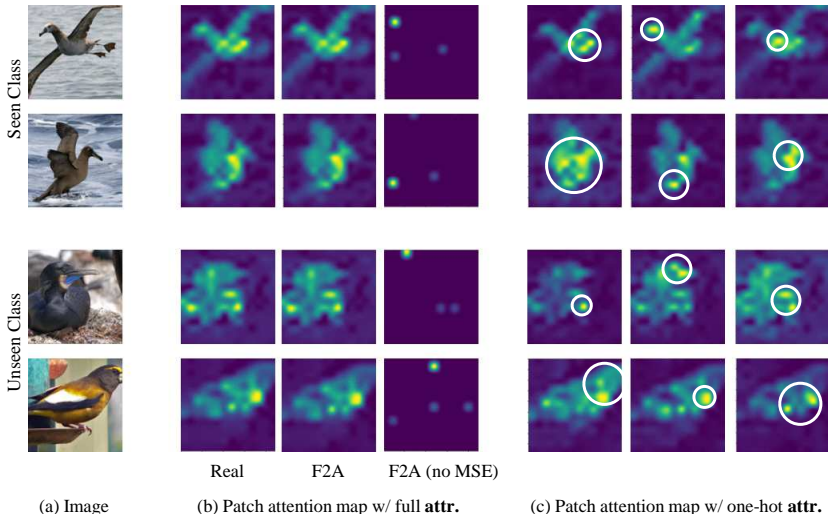 Seen Class
Unseen Class
Real F2A F2A (no MSE)
(a) Image (b) Patch attention map w/ full attr. (c) Patch attention map w/ one-hot attr.